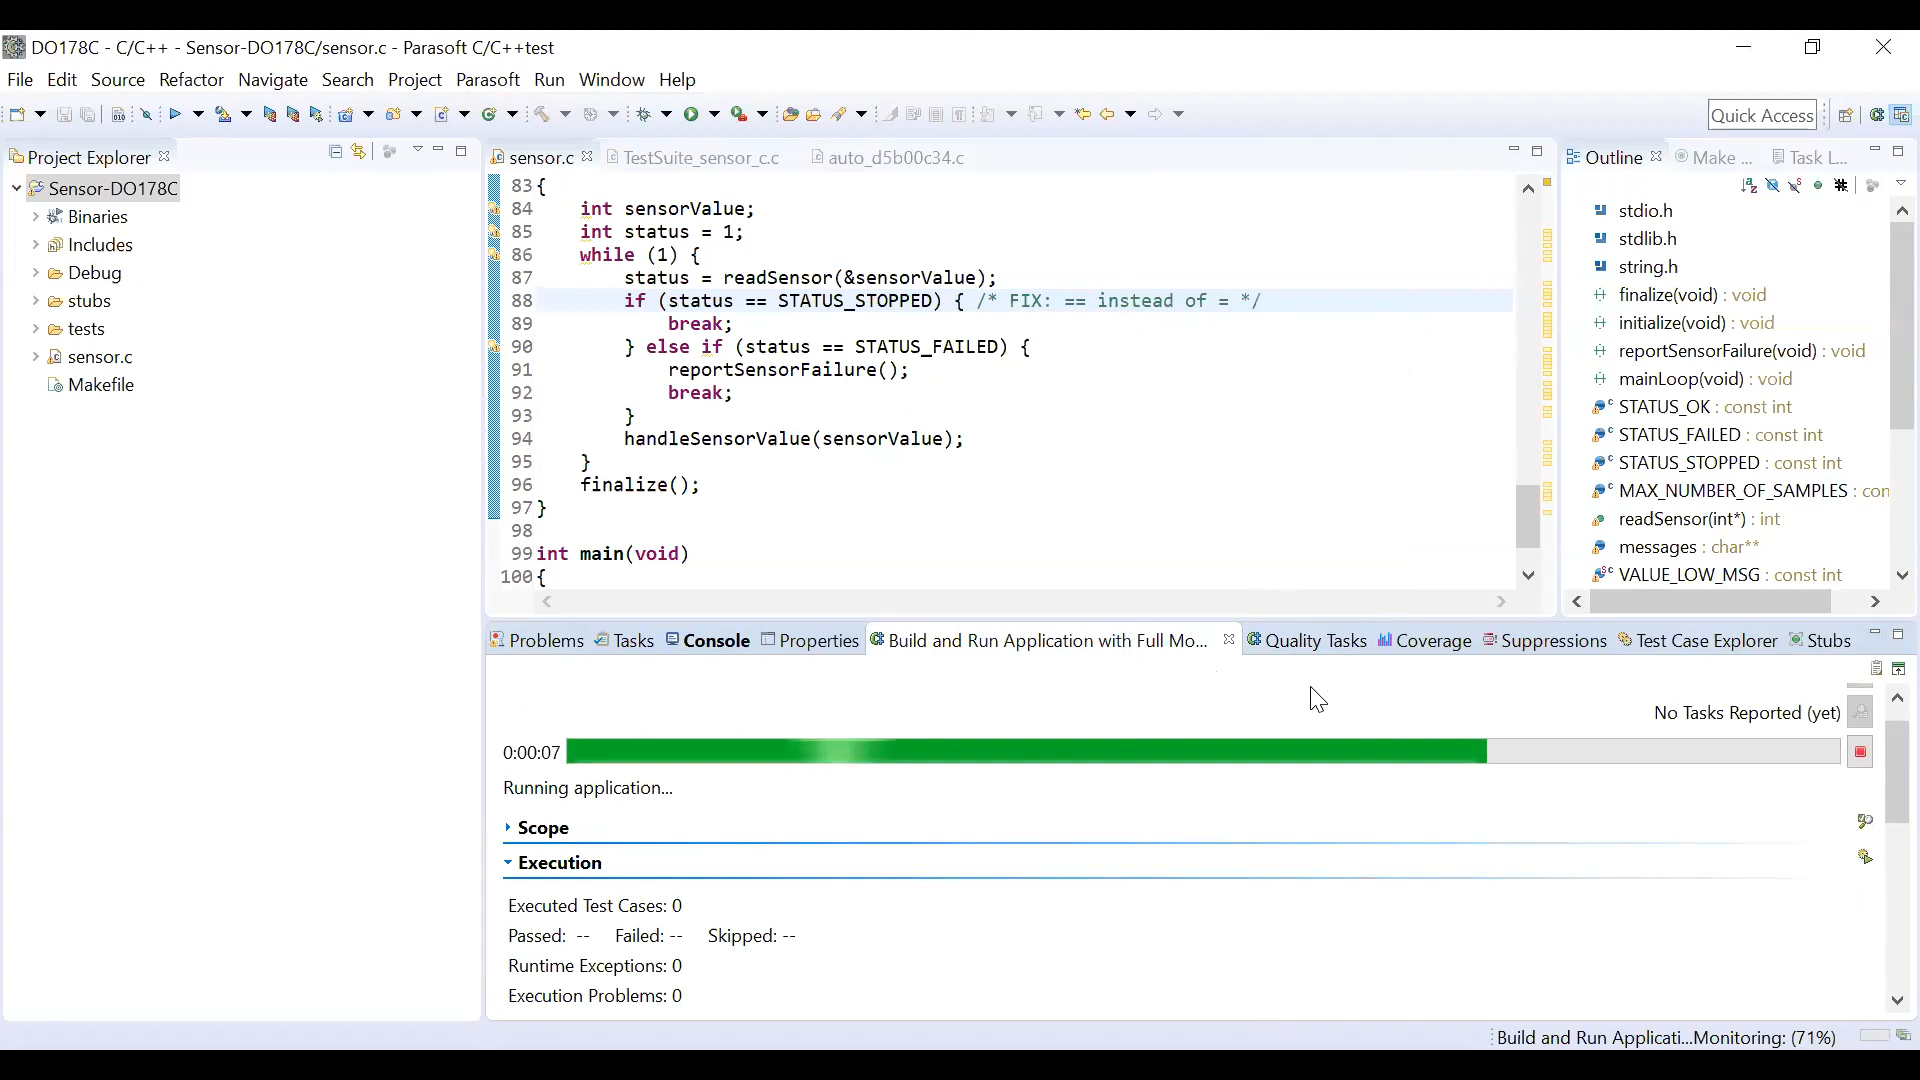 DO178C - C/C++ - Sensor-DO178C/sensor.c - Parasoft C/C++test
File Edit Source Refactor Navigate Search Project Parasoft Run Window Help
Quick Access
Project Explorer
Sensor-DO178C
Binaries
Includes
Debug
stubs
tests
sensor.c
Makefile
sensor.c TestSuite_sensor_c.c auto_d5b00c34.c
83 {
84 int sensorValue;
85 int status = 1;
86 while (1) {
87 status = readSensor(&sensorValue);
88 if (status == STATUS_STOPPED) { /* FIX: == instead of = */
89 break;
90 } else if (status == STATUS_FAILED) {
91 reportSensorFailure();
92 break;
93 }
94 handleSensorValue(sensorValue);
95 }
96 finalize();
97 }
98
99 int main(void)
100 {
Outline Make ... Task L...
stdio.h
stdlib.h
string.h
finalize(void) : void
initialize(void) : void
reportSensorFailure(void) : void
mainLoop(void) : void
STATUS_OK : const int
STATUS_FAILED : const int
STATUS_STOPPED : const int
MAX_NUMBER_OF_SAMPLES : con
readSensor(int*) : int
messages : char**
VALUE_LOW_MSG : const int
Problems Tasks Console Properties Build and Run Application with Full Mo... Quality Tasks Coverage Suppressions Test Case Explorer Stubs
No Tasks Reported (yet)
0:00:07
Running application...
Scope
Execution
Executed Test Cases: 0
Passed: -- Failed: -- Skipped: --
Runtime Exceptions: 0
Execution Problems: 0
Build and Run Applicati...Monitoring: (71%)